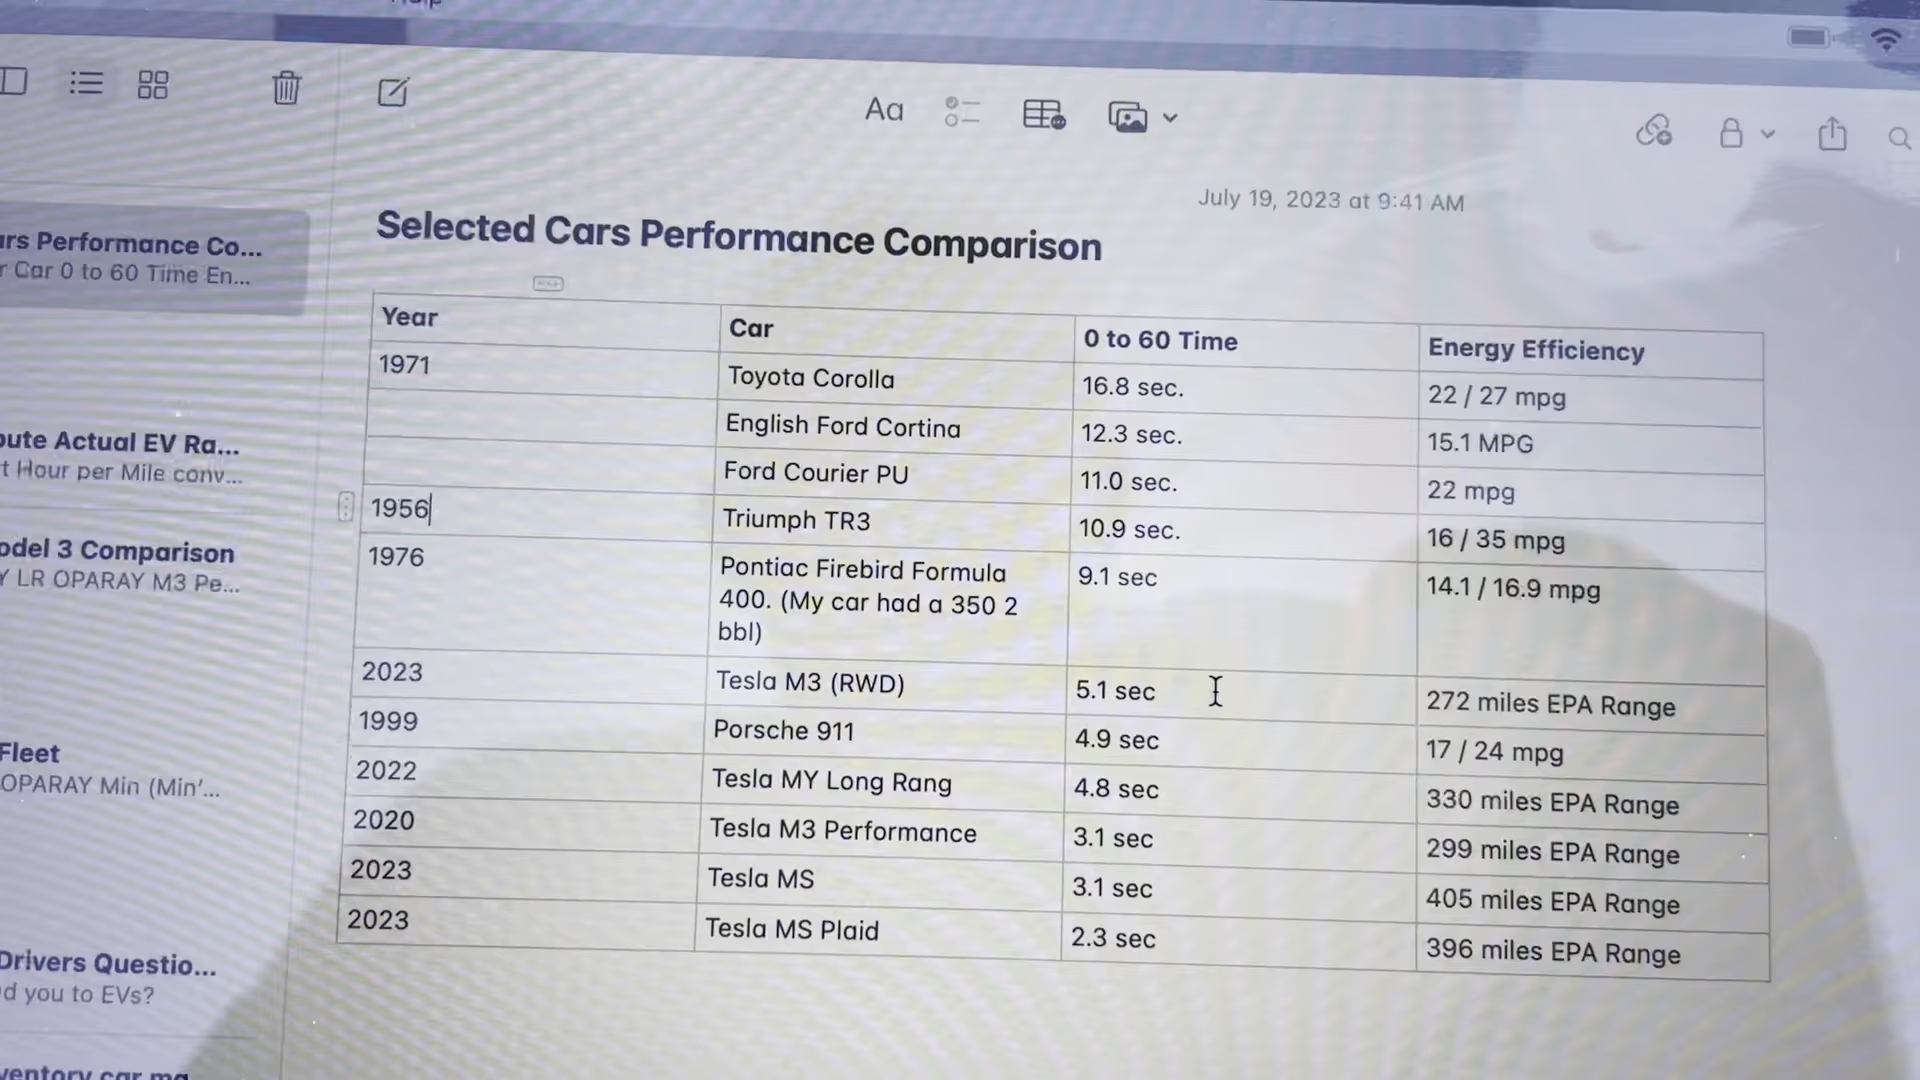 Help
July 19, 2023 at 9:41 AM
Selected Cars Performance Comparison
Year Car 0 to 60 Time Energy Efficiency
1971 Toyota Corolla 16.8 sec. 22 / 27 mpg
English Ford Cortina 12.3 sec. 15.1 MPG
Ford Courier PU 11.0 sec. 22 mpg
1956 Triumph TR3 10.9 sec. 16 / 35 mpg
1976 Pontiac Firebird Formula 9.1 sec 14.1 / 16.9 mpg
400. (My car had a 350 2
bbl)
2023 Tesla M3 (RWD) 5.1 sec 272 miles EPA Range
1999 Porsche 911 4.9 sec 17 / 24 mpg
2022 Tesla MY Long Rang 4.8 sec 330 miles EPA Range
2020 Tesla M3 Performance 3.1 sec 299 miles EPA Range
2023 Tesla MS 3.1 sec 405 miles EPA Range
2023 Tesla MS Plaid 2.3 sec 396 miles EPA Range
Aa
ars Performance Co...
r Car 0 to 60 Time En...
pute Actual EV Ra...
t Hour per Mile conv...
odel 3 Comparison
Y LR OPARAY M3 Pe...
Fleet
OPARAY Min (Min'...
Drivers Questio...
d you to EVs?